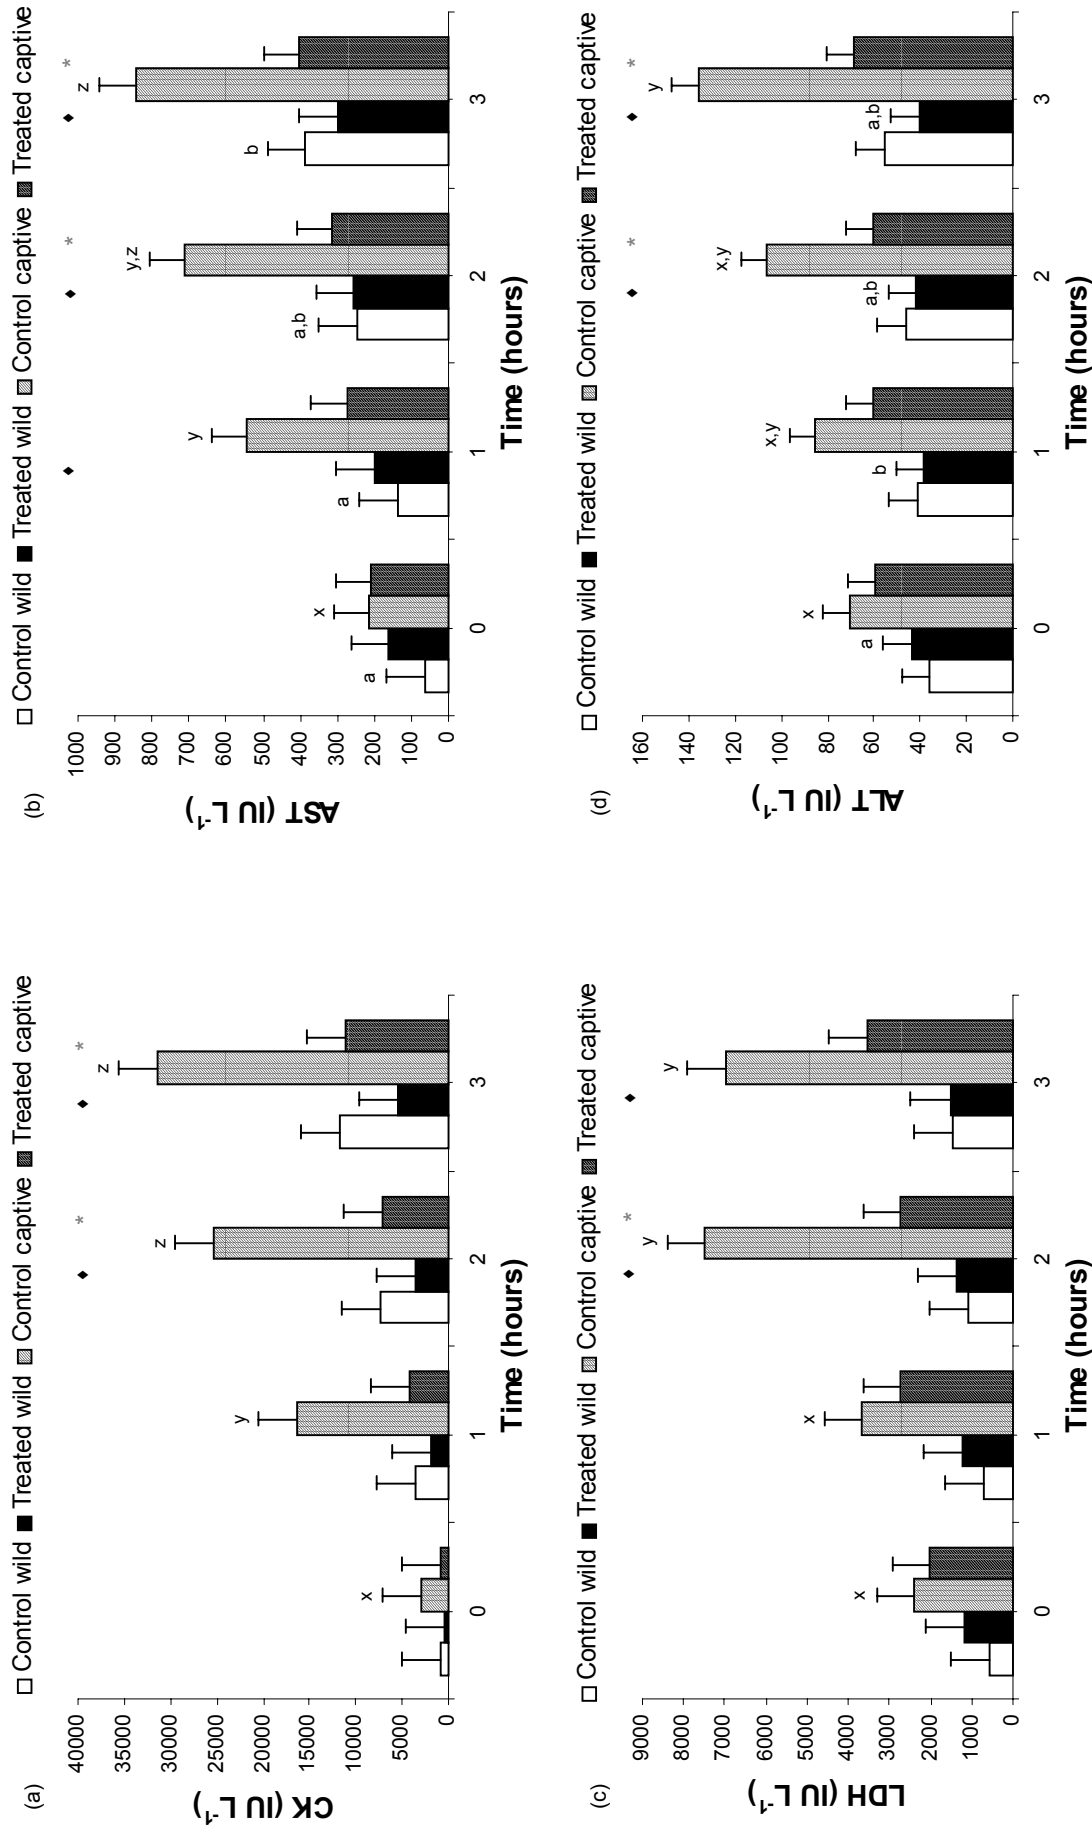 (a)
□ Control wild ■ Treated wild ▨ Control captive ▩ Treated captive
CK (IU L⁻¹)
40000
35000
30000
25000
20000
15000
10000
5000
0
x
y
z
♦
*
z
♦
*
0 1 2 3
Time (hours)
(b)
□ Control wild ■ Treated wild ▨ Control captive ▩ Treated captive
AST (IU L⁻¹)
1000
900
800
700
600
500
400
300
200
100
0
a
x
a
♦
y
a,b
♦
y,z
*
b
♦
z
*
0 1 2 3
Time (hours)
(c)
□ Control wild ■ Treated wild ▨ Control captive ▩ Treated captive
LDH (IU L⁻¹)
9000
8000
7000
6000
5000
4000
3000
2000
1000
0
x
x
♦
y
*
♦
y
0 1 2 3
Time (hours)
(d)
□ Control wild ■ Treated wild ▨ Control captive ▩ Treated captive
ALT (IU L⁻¹)
160
140
120
100
80
60
40
20
0
a
x
b
x,y
a,b
♦
x,y
*
a,b
♦
y
*
0 1 2 3
Time (hours)